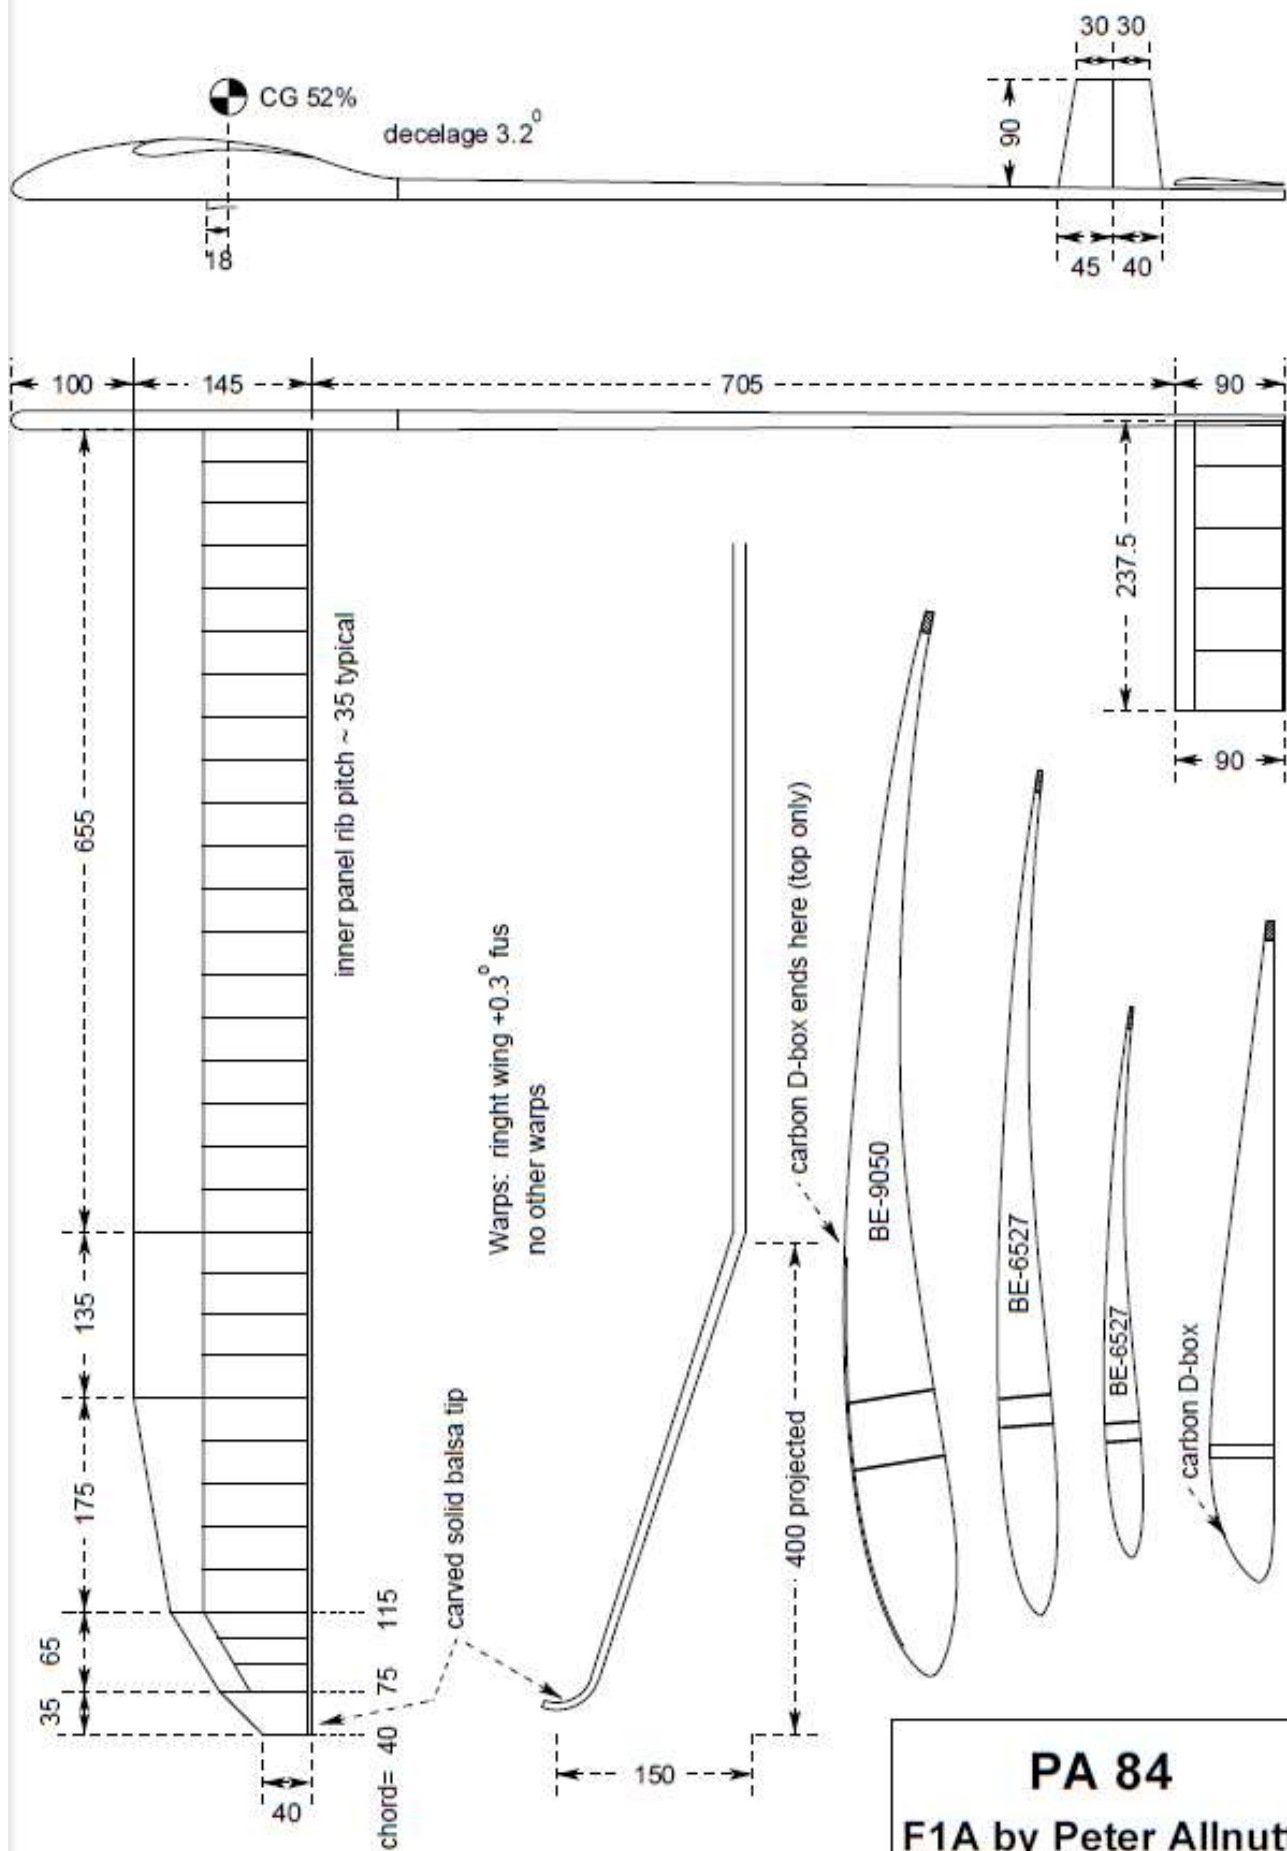 30 30
CG 52%
decelage 3.2⁰
90
18
45 40
100 145 705 90
655
inner panel rib pitch ~ 35 typical
237.5
90
Warps: ringht wing +0.3⁰ fus
no other warps
carbon D-box ends here (top only)
BE-9050
BE-6527
BE-6527
carbon D-box
135
175
65
35
carved solid balsa tip
400 projected
chord= 40 75 115
40
150
PA 84
F1A by Peter Allnut